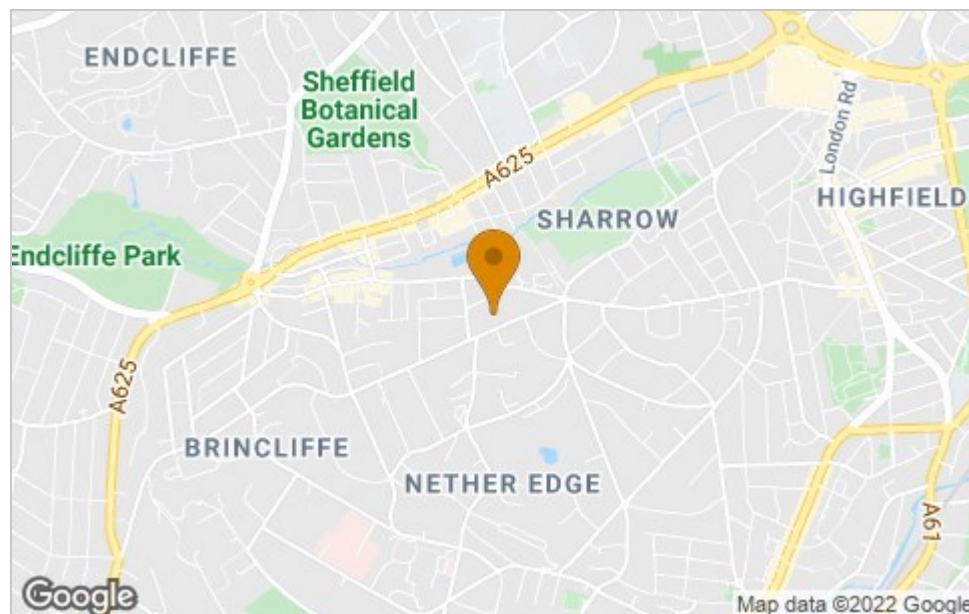 ENDCLIFFE
Sheffield
Botanical
Gardens
A625
London Rd
HIGHFIELD
SHARROW
Endcliffe Park
A625
BRINCLIFFE
NETHER EDGE
A61
Google
Map data ©2022 Google